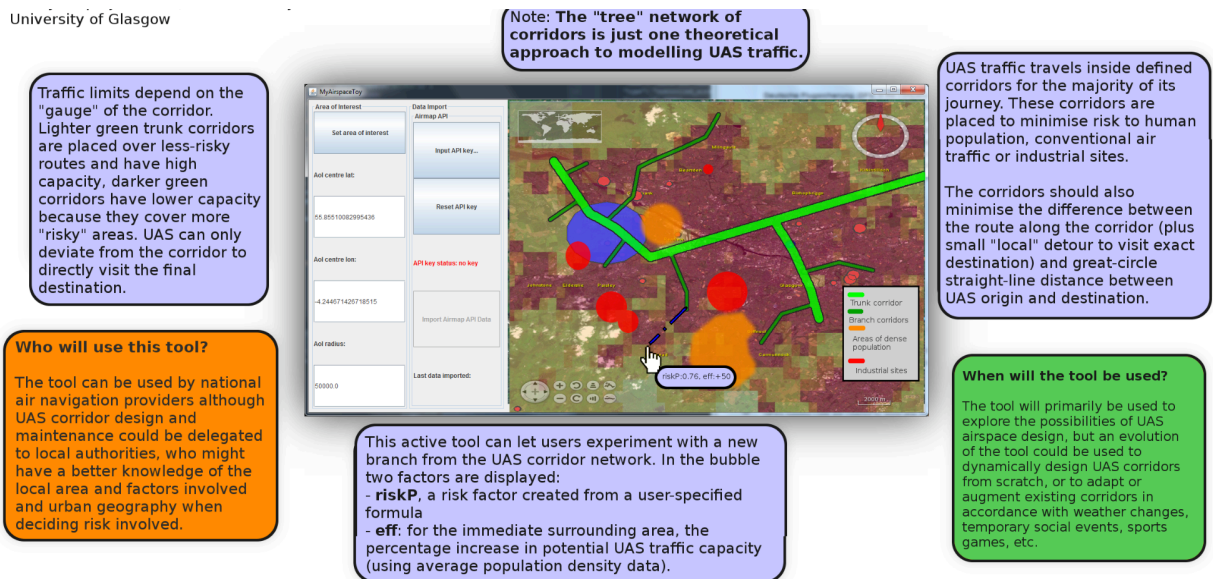 University of Glasgow
Note: The "tree" network of
corridors is just one theoretical
approach to modelling UAS traffic.
Traffic limits depend on the
"gauge" of the corridor.
Lighter green trunk corridors
are placed over less-risky
routes and have high
capacity, darker green
corridors have lower capacity
because they cover more
"risky" areas. UAS can only
deviate from the corridor to
directly visit the final
destination.
MyAirspaceToy
Area of Interest
Set area of interest
AoI centre lat:
55.85510082995436
AoI centre lon:
-4.244671426718515
AoI radius:
50000.0
Data Import
Airmap API
Input API key...
Reset API key
API key status: no key
Import Airmap API Data
Last data imported:
Trunk corridor
Branch corridors
Areas of dense
population
Industrial sites
riskP:0.76, eff:+50
UAS traffic travels inside defined
corridors for the majority of its
journey. These corridors are
placed to minimise risk to human
population, conventional air
traffic or industrial sites.
The corridors should also
minimise the difference between
the route along the corridor (plus
small "local" detour to visit exact
destination) and great-circle
straight-line distance between
UAS origin and destination.
Who will use this tool?
The tool can be used by national
air navigation providers although
UAS corridor design and
maintenance could be delegated
to local authorities, who might
have a better knowledge of the
local area and factors involved
and urban geography when
deciding risk involved.
This active tool can let users experiment with a new
branch from the UAS corridor network. In the bubble
two factors are displayed:
- riskP, a risk factor created from a user-specified
formula
- eff: for the immediate surrounding area, the
percentage increase in potential UAS traffic capacity
(using average population density data).
When will the tool be used?
The tool will primarily be used to
explore the possibilities of UAS
airspace design, but an evolution
of the tool could be used to
dynamically design UAS corridors
from scratch, or to adapt or
augment existing corridors in
accordance with weather changes,
temporary social events, sports
games, etc.